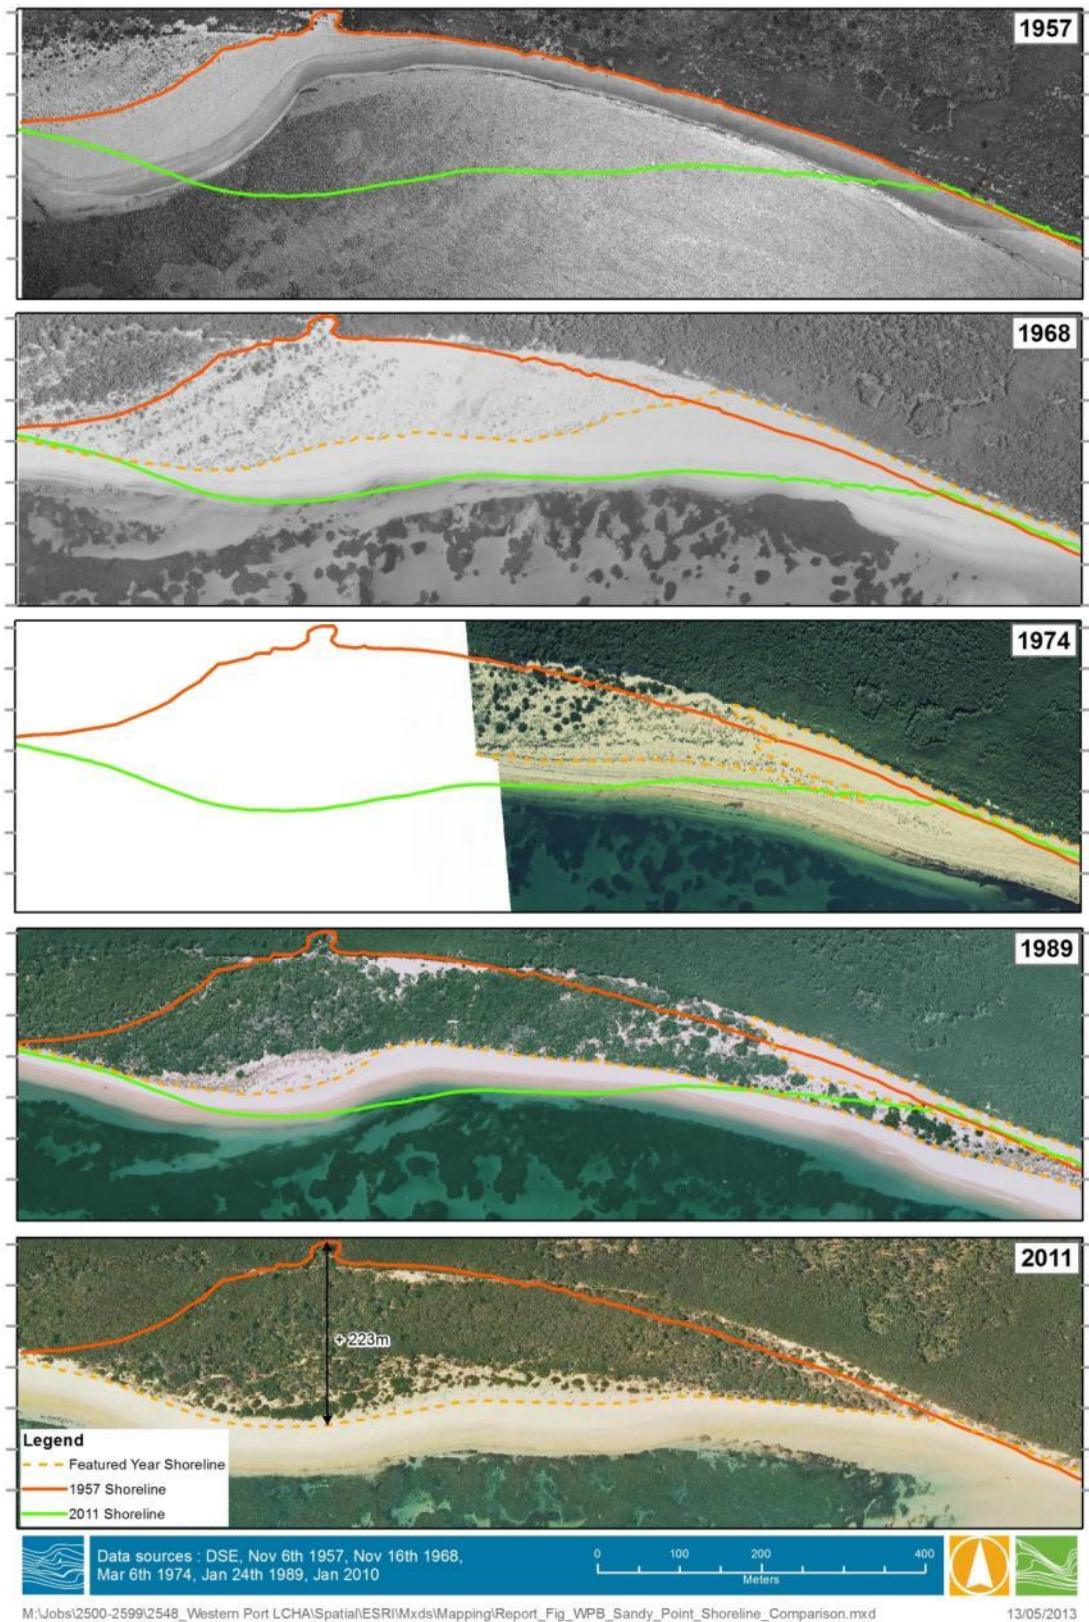 1957
1968
1974
1989
2011
+ 223m
Legend
Featured Year Shoreline
1957 Shoreline
2011 Shoreline
Data sources : DSE, Nov 6th 1957, Nov 16th 1968,
Mar 6th 1974, Jan 24th 1989, Jan 2010
0 100 200 400
Meters
M:\Jobs\2500-2599\2548_Western Port LCHA\Spatial\ESRI\Mxds\Mapping\Report_Fig_WPB_Sandy_Point_Shoreline_Comparison.mxd 13/05/2013